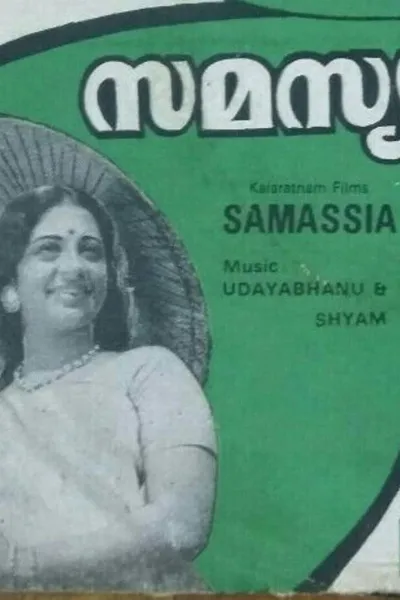 സമസ്യ
Kalaratnam Films
SAMASSIA
Music
UDAYABHANU &
SHYAM